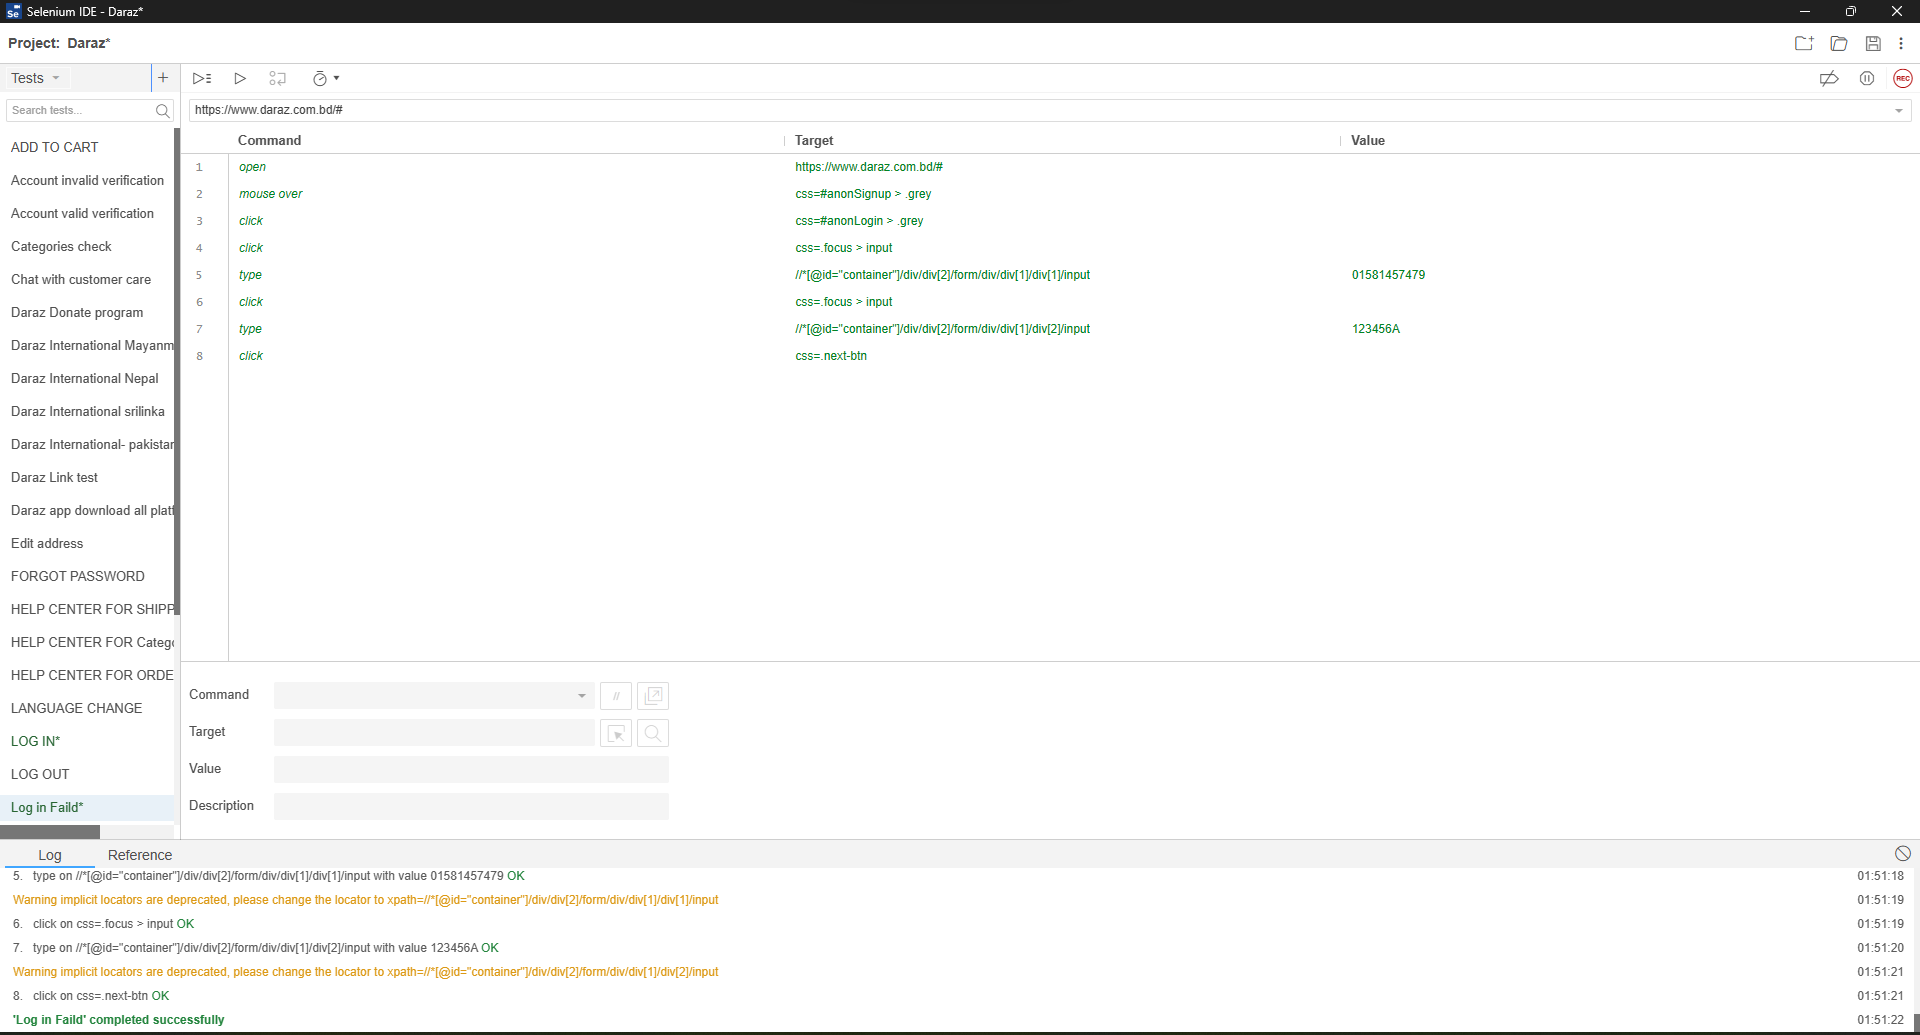 Selenium IDE - Daraz*
Project: Daraz*
Tests
Search tests...
https://www.daraz.com.bd/#
Command Target Value
1 open https://www.daraz.com.bd/#
2 mouse over css=#anonSignup > .grey
3 click css=#anonLogin > .grey
4 click css=.focus > input
5 type //*[@id="container"]/div/div[2]/form/div/div[1]/div[1]/input 01581457479
6 click css=.focus > input
7 type //*[@id="container"]/div/div[2]/form/div/div[1]/div[2]/input 123456A
8 click css=.next-btn
ADD TO CART
Account invalid verification
Account valid verification
Categories check
Chat with customer care
Daraz Donate program
Daraz International Mayanm
Daraz International Nepal
Daraz International srilinka
Daraz International- pakistan
Daraz Link test
Daraz app download all platf
Edit address
FORGOT PASSWORD
HELP CENTER FOR SHIPP
HELP CENTER FOR Catego
HELP CENTER FOR ORDE
LANGUAGE CHANGE
LOG IN*
LOG OUT
Log in Faild*
Command //
Target
Value
Description
REC
Log Reference
5. type on //*[@id="container"]/div/div[2]/form/div/div[1]/div[1]/input with value 01581457479 OK 01:51:18
Warning implicit locators are deprecated, please change the locator to xpath=//*[@id="container"]/div/div[2]/form/div/div[1]/div[1]/input 01:51:19
6. click on css=.focus > input OK 01:51:19
7. type on //*[@id="container"]/div/div[2]/form/div/div[1]/div[2]/input with value 123456A OK 01:51:20
Warning implicit locators are deprecated, please change the locator to xpath=//*[@id="container"]/div/div[2]/form/div/div[1]/div[2]/input 01:51:21
8. click on css=.next-btn OK 01:51:21
'Log in Faild' completed successfully 01:51:22